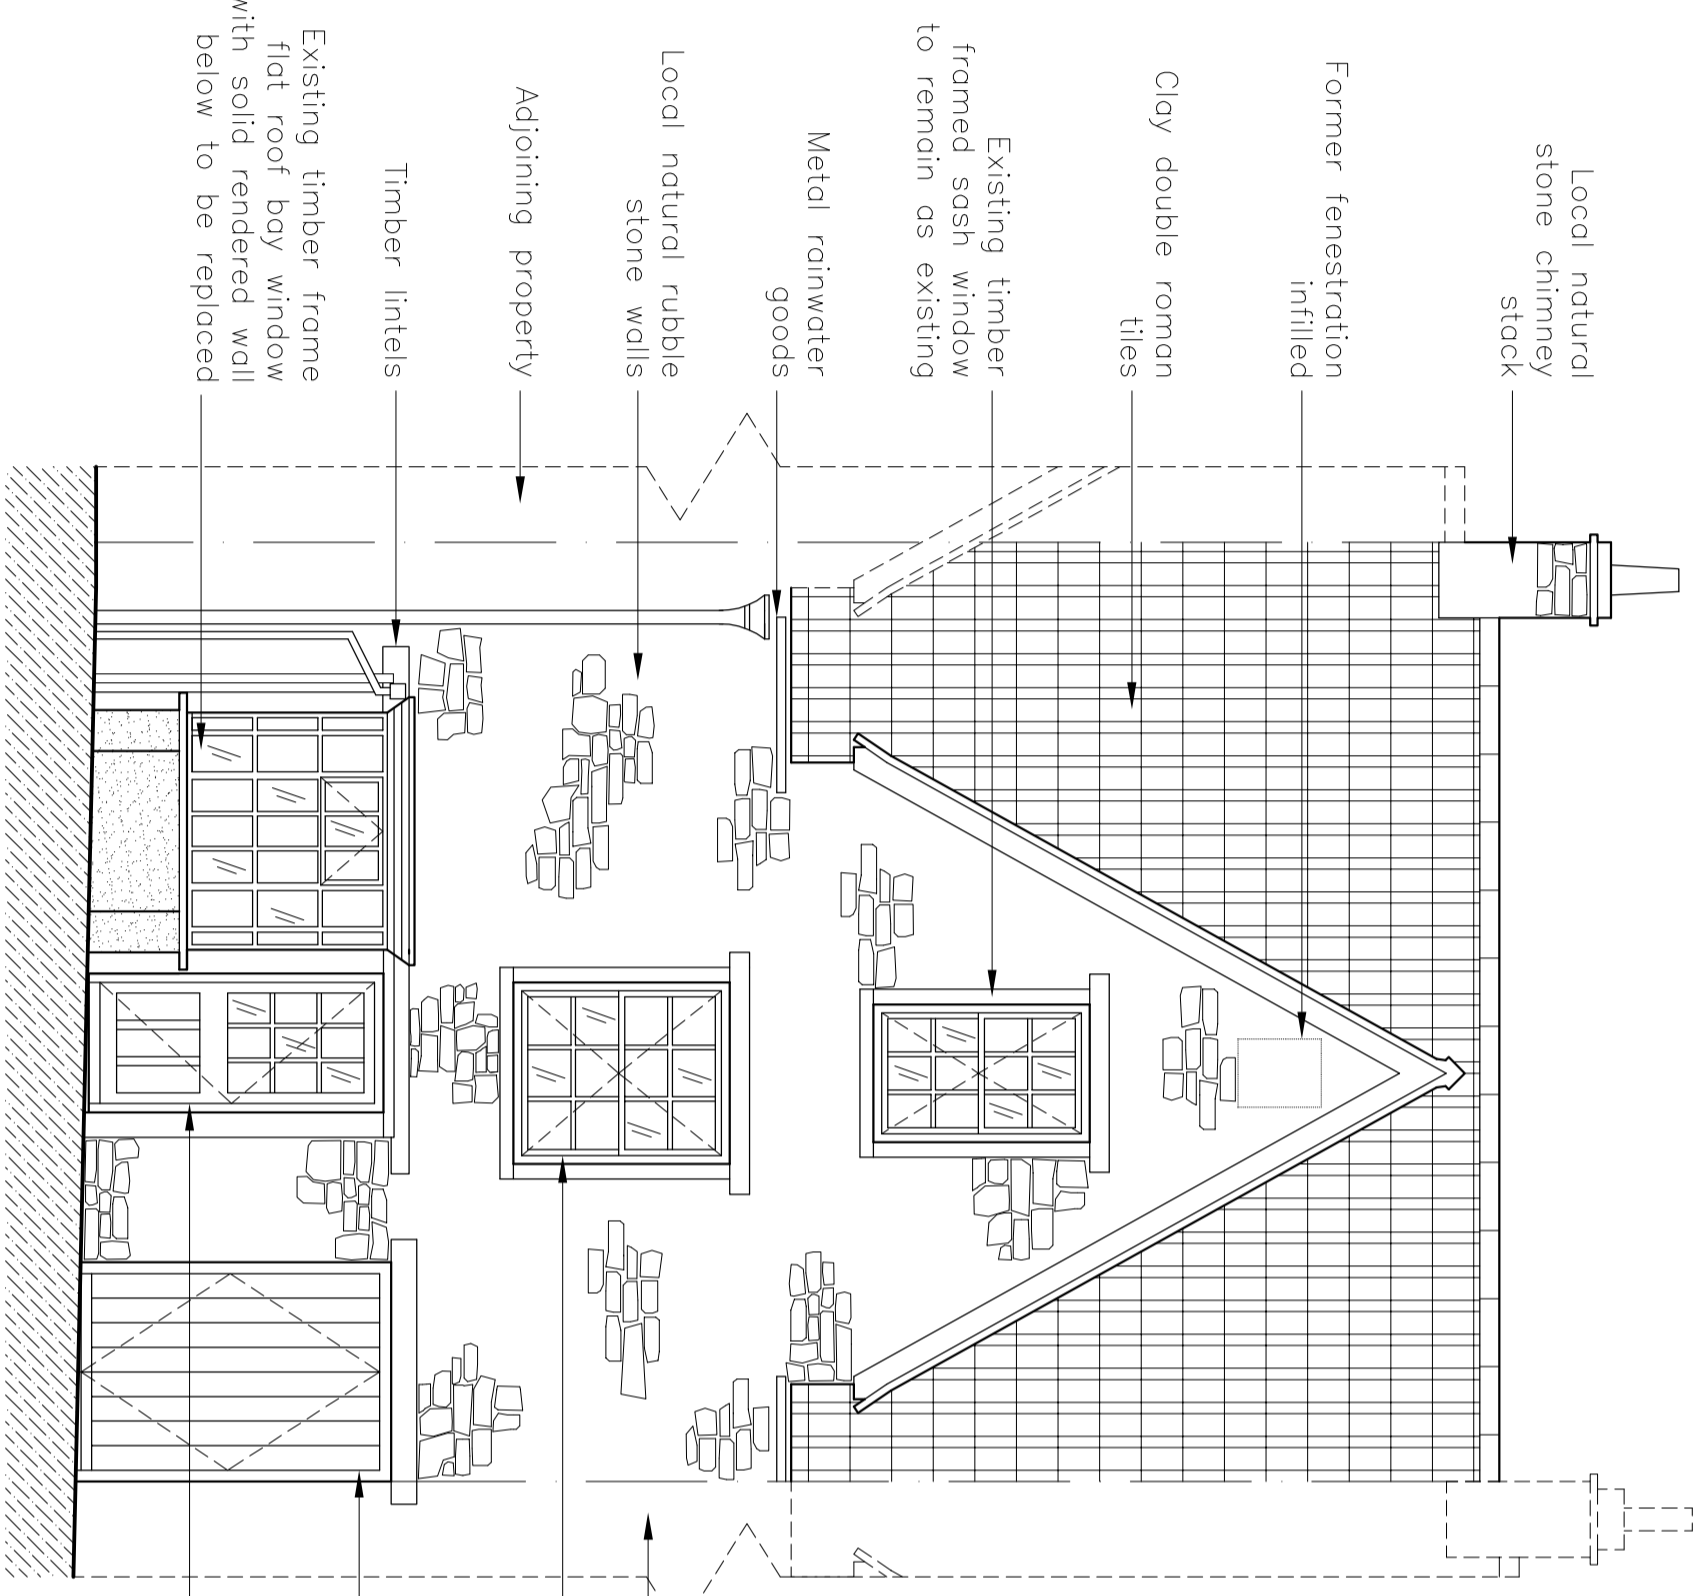 Local natural
stone chimney
stack
Former fenestration
infilled
Clay double roman
tiles
Existing timber
framed sash window
to remain as existing
Metal rainwater
goods
Local natural rubble
stone walls
Adjoining property
Timber lintels
Existing timber frame
flat roof bay window
with solid rendered wall
below to be replaced